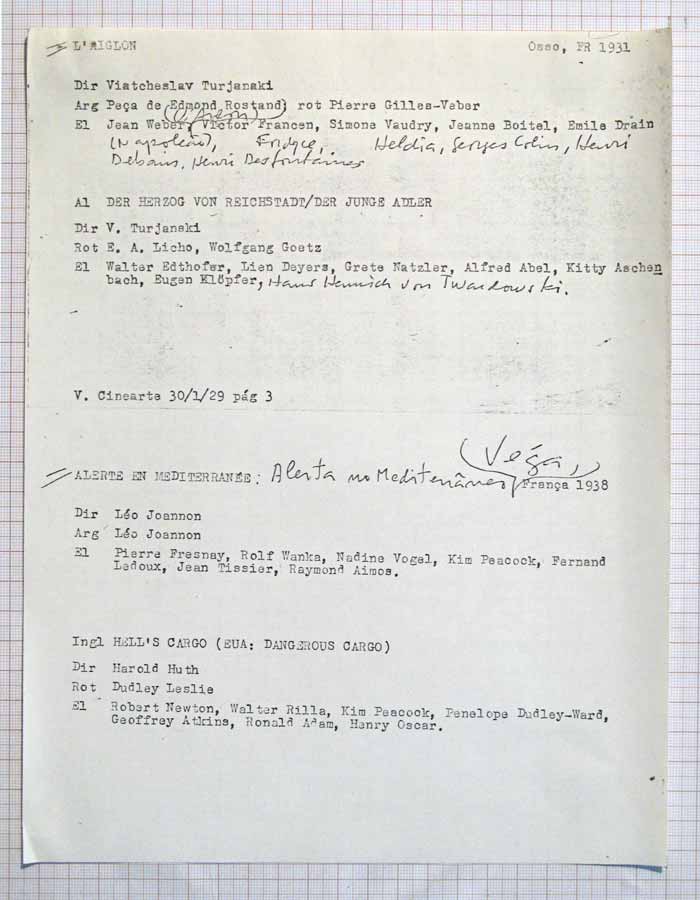 L'AIGLON Osso, FR 1931
Dir Viatcheslav Turjanski
Arg Peça de Edmond Rostand) rot Pierre Gilles-Veber
El Jean Weber, Victor Francen, Simone Vaudry, Jeanne Boitel, Emile Drain
(Napoleão), Fridyce, Heldia, Georges Colin, Henri
Debain, Henri Desfontaines
Al DER HERZOG VON REICHSTADT/DER JUNGE ADLER
Dir V. Turjanski
Rot E. A. Licho, Wolfgang Goetz
El Walter Edthofer, Lien Deyers, Grete Natzler, Alfred Abel, Kitty Aschen
bach, Eugen Klöpfer, Hans Heinrich von Twardowski.
V. Cinearte 30/1/29 pág 3
(Véga,)
ALERTE EN MEDITERRANÉE: Alerta no Mediterrâneo França 1938
Dir Léo Joannon
Arg Léo Joannon
El Pierre Fresnay, Rolf Wanka, Nadine Vogel, Kim Peacock, Fernand
Ledoux, Jean Tissier, Raymond Aimos.
Ingl HELL'S CARGO (EUA: DANGEROUS CARGO)
Dir Harold Huth
Rot Dudley Leslie
El Robert Newton, Walter Rilla, Kim Peacock, Penelope Dudley-Ward,
Geoffrey Atkins, Ronald Adam, Henry Oscar.